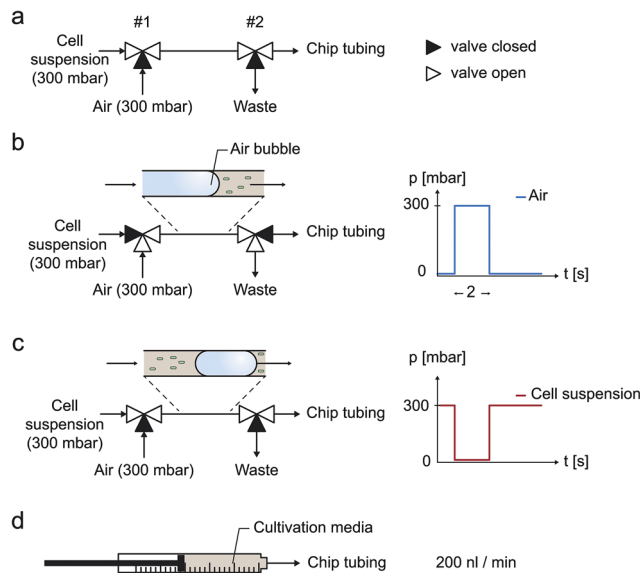 a
#1
#2
Cell
suspension
(300 mbar)
Chip tubing
Air (300 mbar)
Waste
valve closed
valve open
b
Air bubble
Cell
suspension
(300 mbar)
Chip tubing
Air (300 mbar)
Waste
p [mbar]
300
Air
0
t [s]
←2 →
c
Cell
suspension
(300 mbar)
Chip tubing
Air (300 mbar)
Waste
p [mbar]
300
Cell suspension
0
t [s]
d
Cultivation media
Chip tubing
200 nl / min